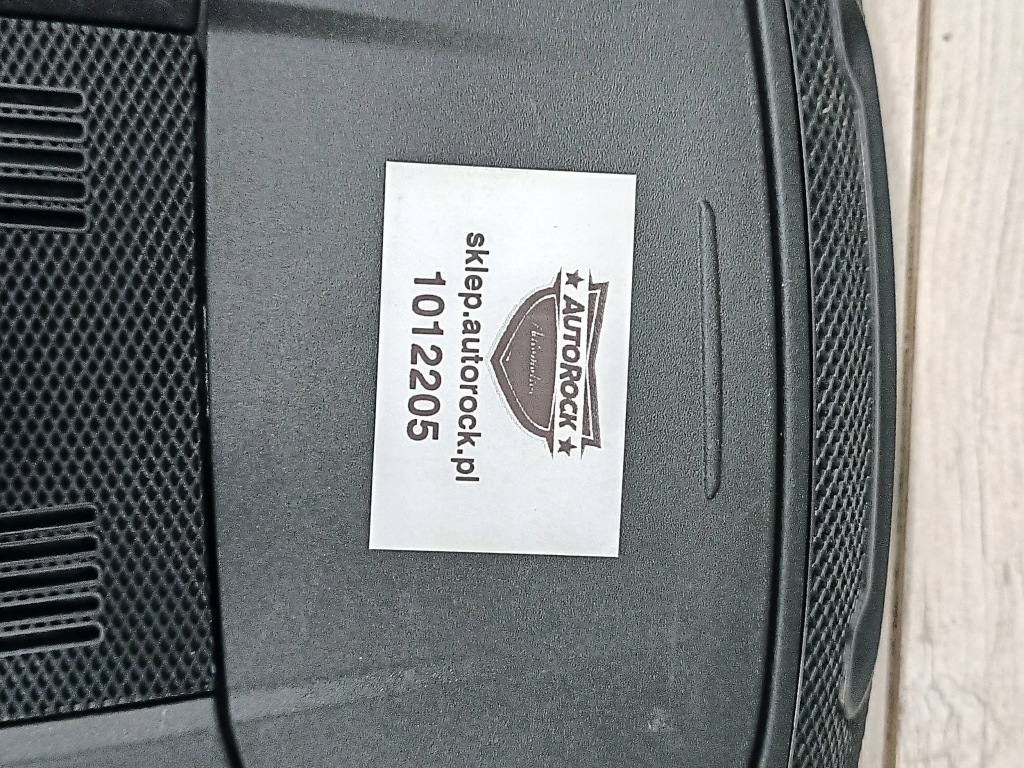 ★ AUTOROCK ★
sklep.autorock.pl
1012205